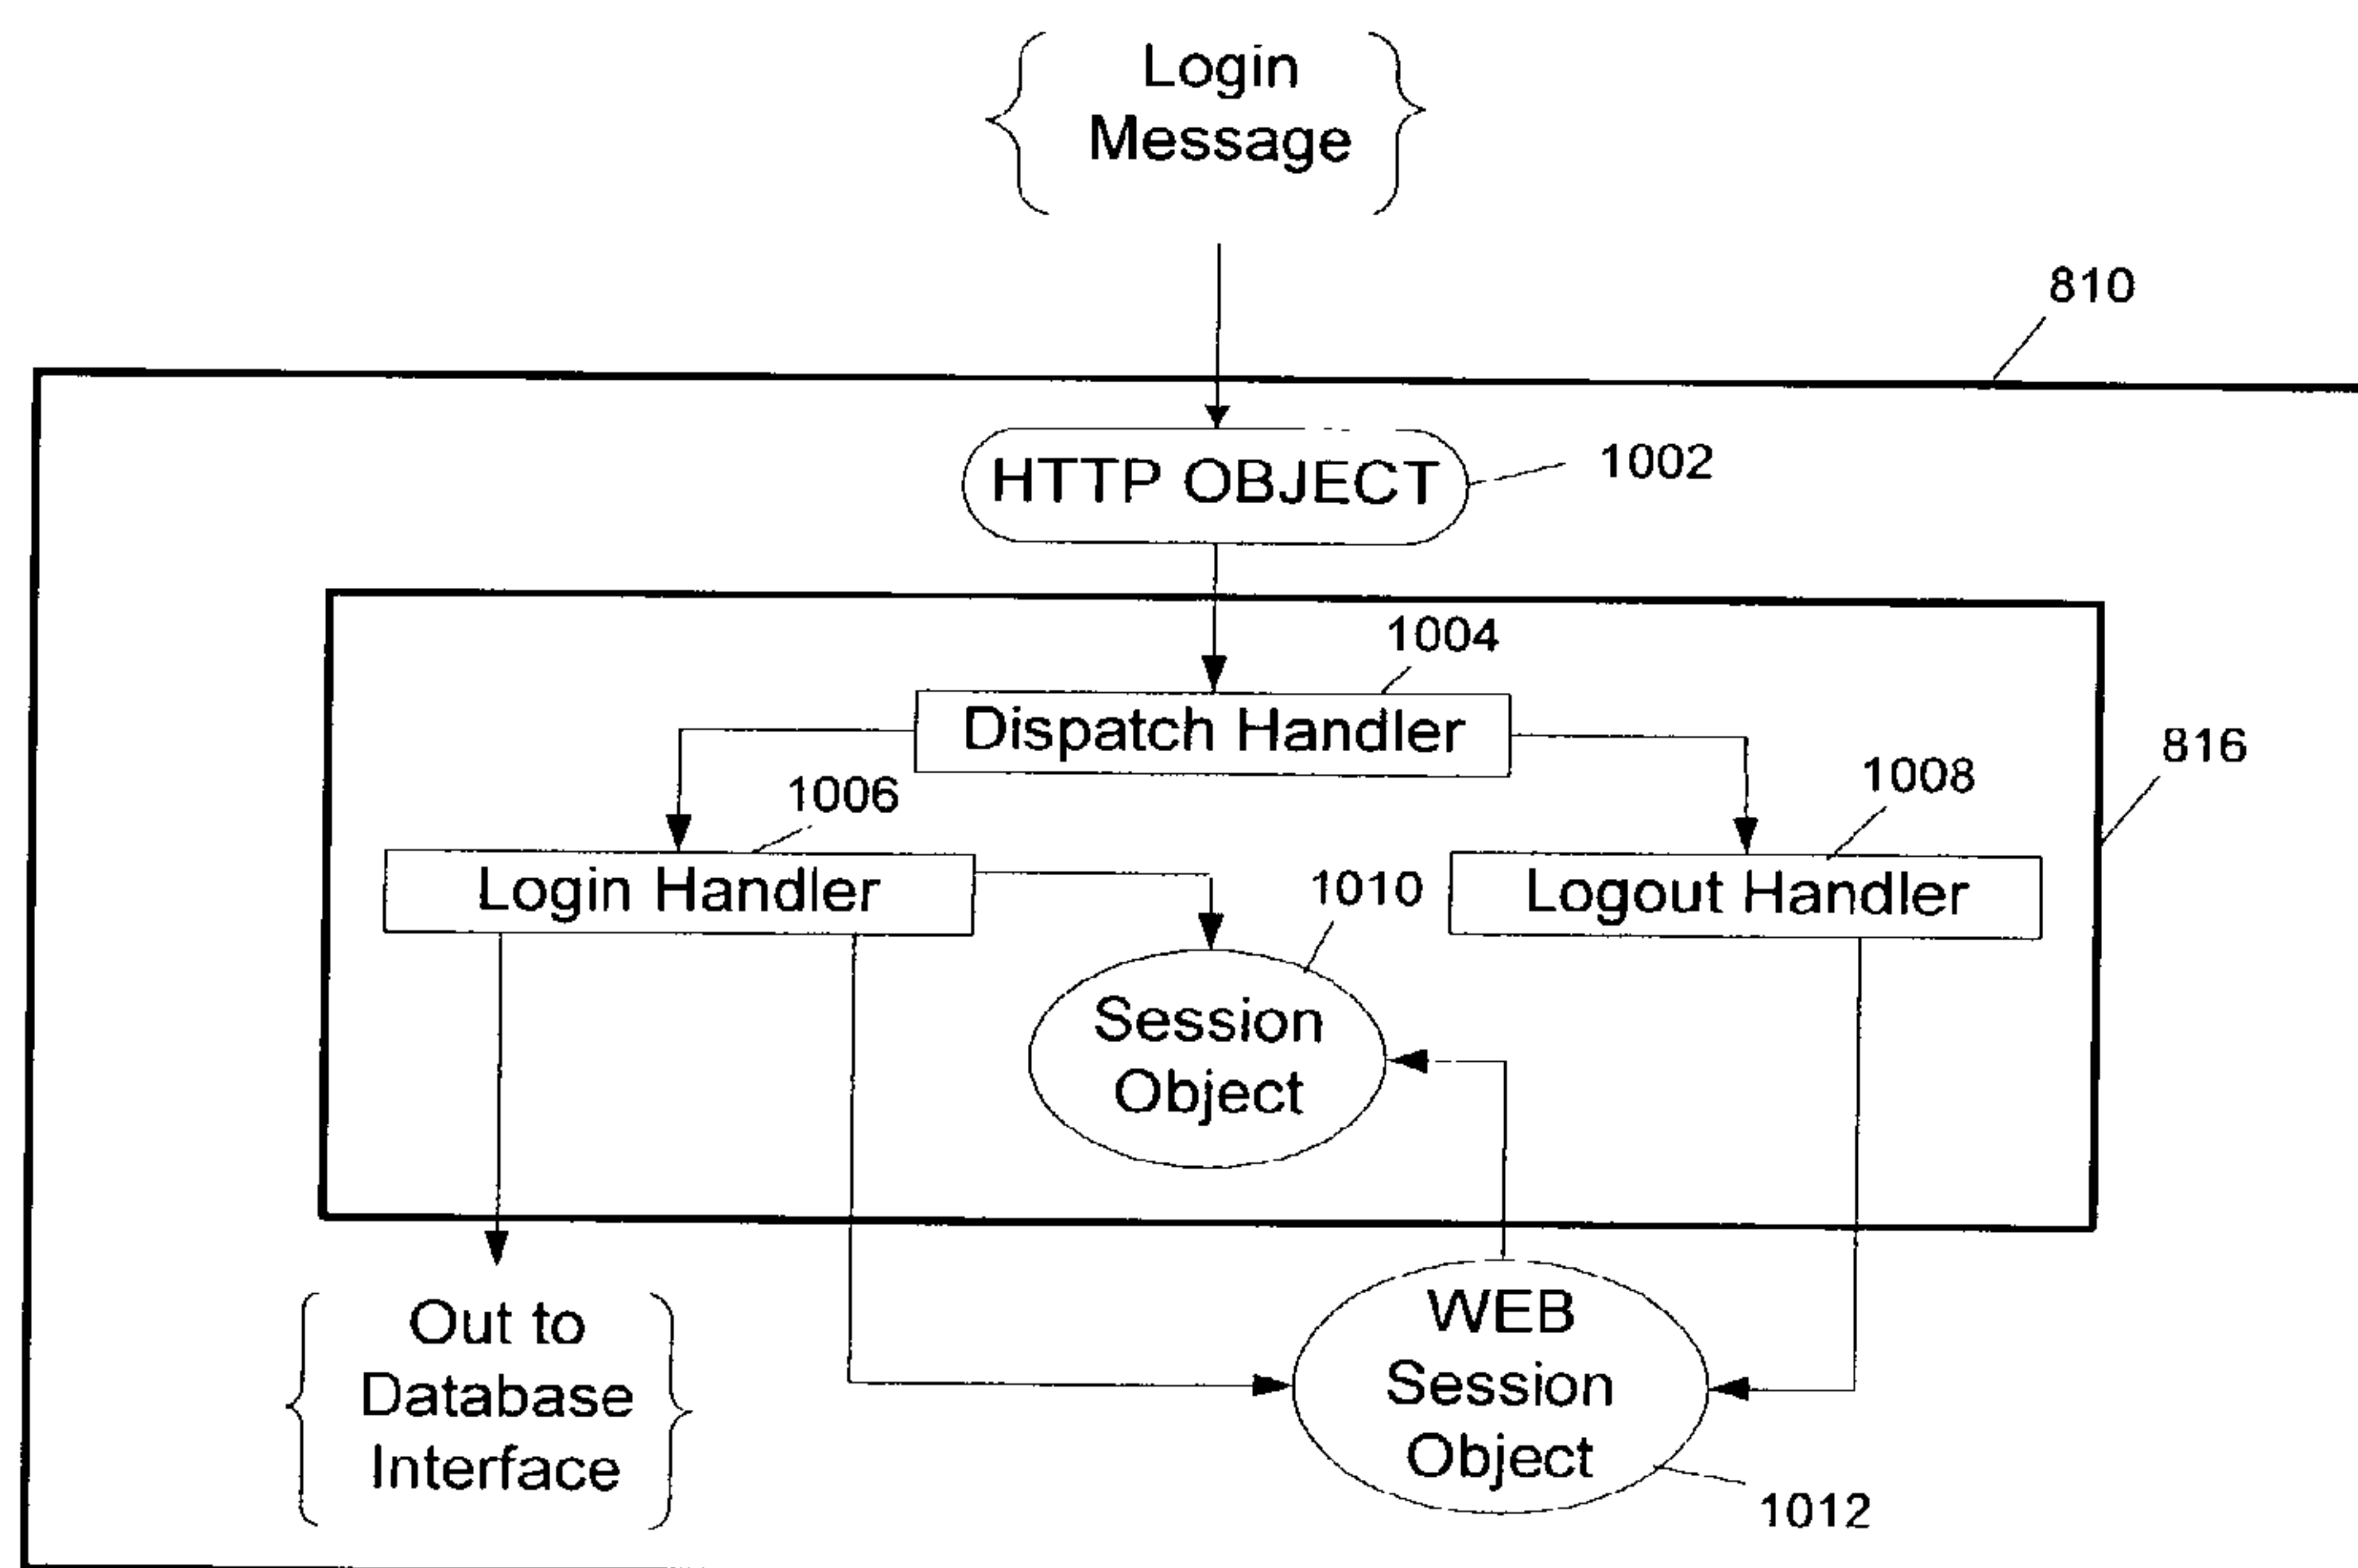 Login
Message
810
HTTP OBJECT
1002
1004
Dispatch Handler
816
1006
1008
Login Handler
1010
Logout Handler
Session
Object
Out to
Database
Interface
WEB
Session
Object
1012